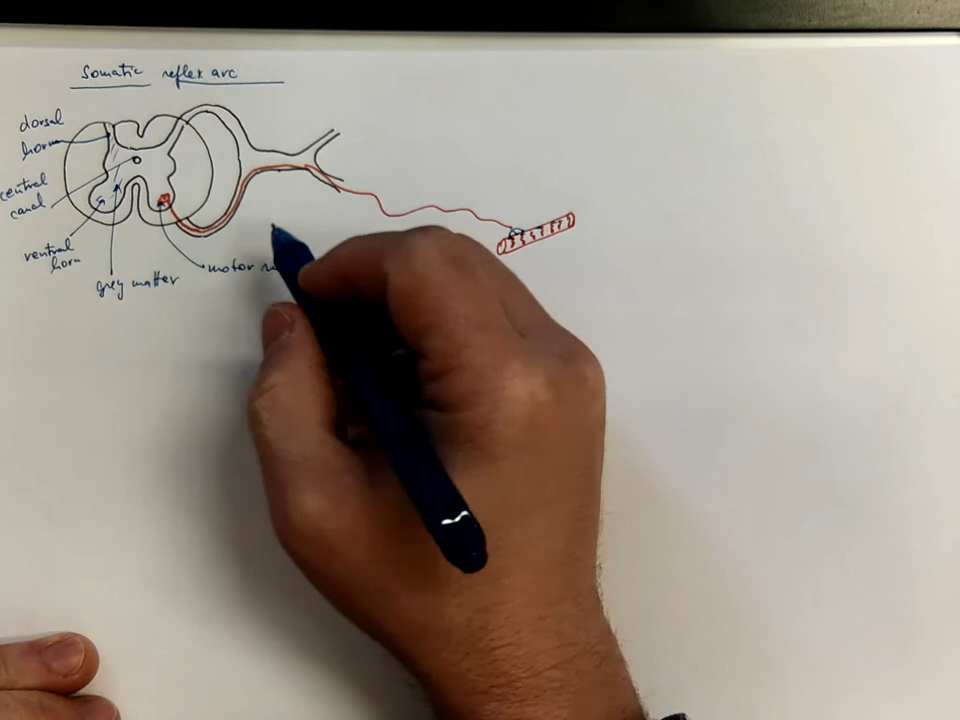 Somatic reflex arc
dorsal
horn
central
canal
ventral
horn
grey matter
motor